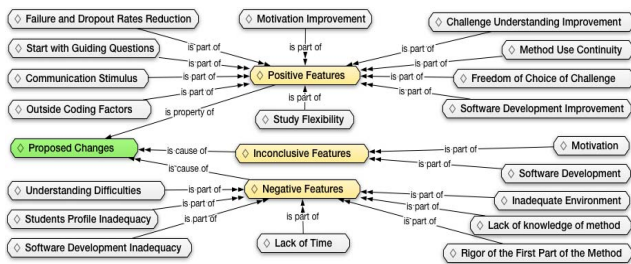 Failure and Dropout Rates Reduction
Motivation Improvement
Challenge Understanding Improvement
is part of
is part of
is part of
Start with Guiding Questions
Method Use Continuity
is part of
is part of
Communication Stimulus
is part of
Positive Features
is part of
Freedom of Choice of Challenge
is part of
is part of
is part of
Outside Coding Factors
Software Development Improvement
is property of
Study Flexibility
Proposed Changes
is cause of
Inconclusive Features
is part of
Motivation
is part of
Software Development
is cause of
Understanding Difficulties
is part of
Negative Features
is part of
Inadequate Environment
is part of
Students Profile Inadequacy
is part of
is part of
Lack of knowledge of method
is part of
is part of
Software Development Inadequacy
Lack of Time
Rigor of the First Part of the Method